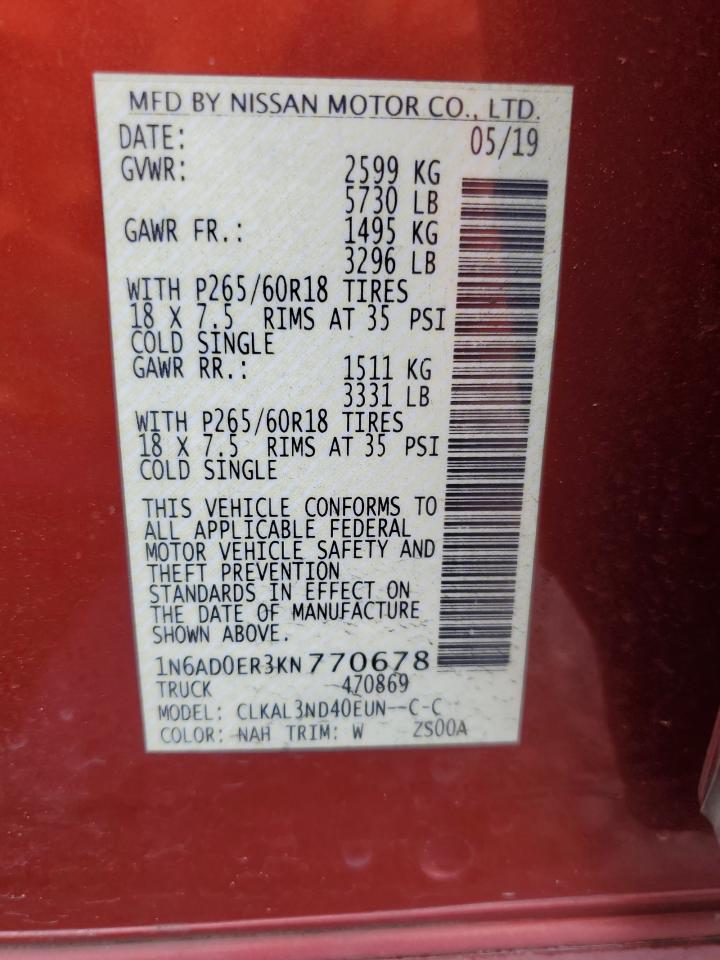 MFD BY NISSAN MOTOR CO., LTD.
DATE: 05/19
GVWR: 2599 KG
5730 LB
GAWR FR.: 1495 KG
3296 LB
WITH P265/60R18 TIRES
18 X 7.5 RIMS AT 35 PSI
COLD SINGLE
GAWR RR.: 1511 KG
3331 LB
WITH P265/60R18 TIRES
18 X 7.5 RIMS AT 35 PSI
COLD SINGLE
THIS VEHICLE CONFORMS TO
ALL APPLICABLE FEDERAL
MOTOR VEHICLE SAFETY AND
THEFT PREVENTION
STANDARDS IN EFFECT ON
THE DATE OF MANUFACTURE
SHOWN ABOVE.
1N6AD0ER3KN770678
TRUCK 470869
MODEL: CLKAL3ND40EUN--C-C
COLOR: NAH TRIM: W ZS00A